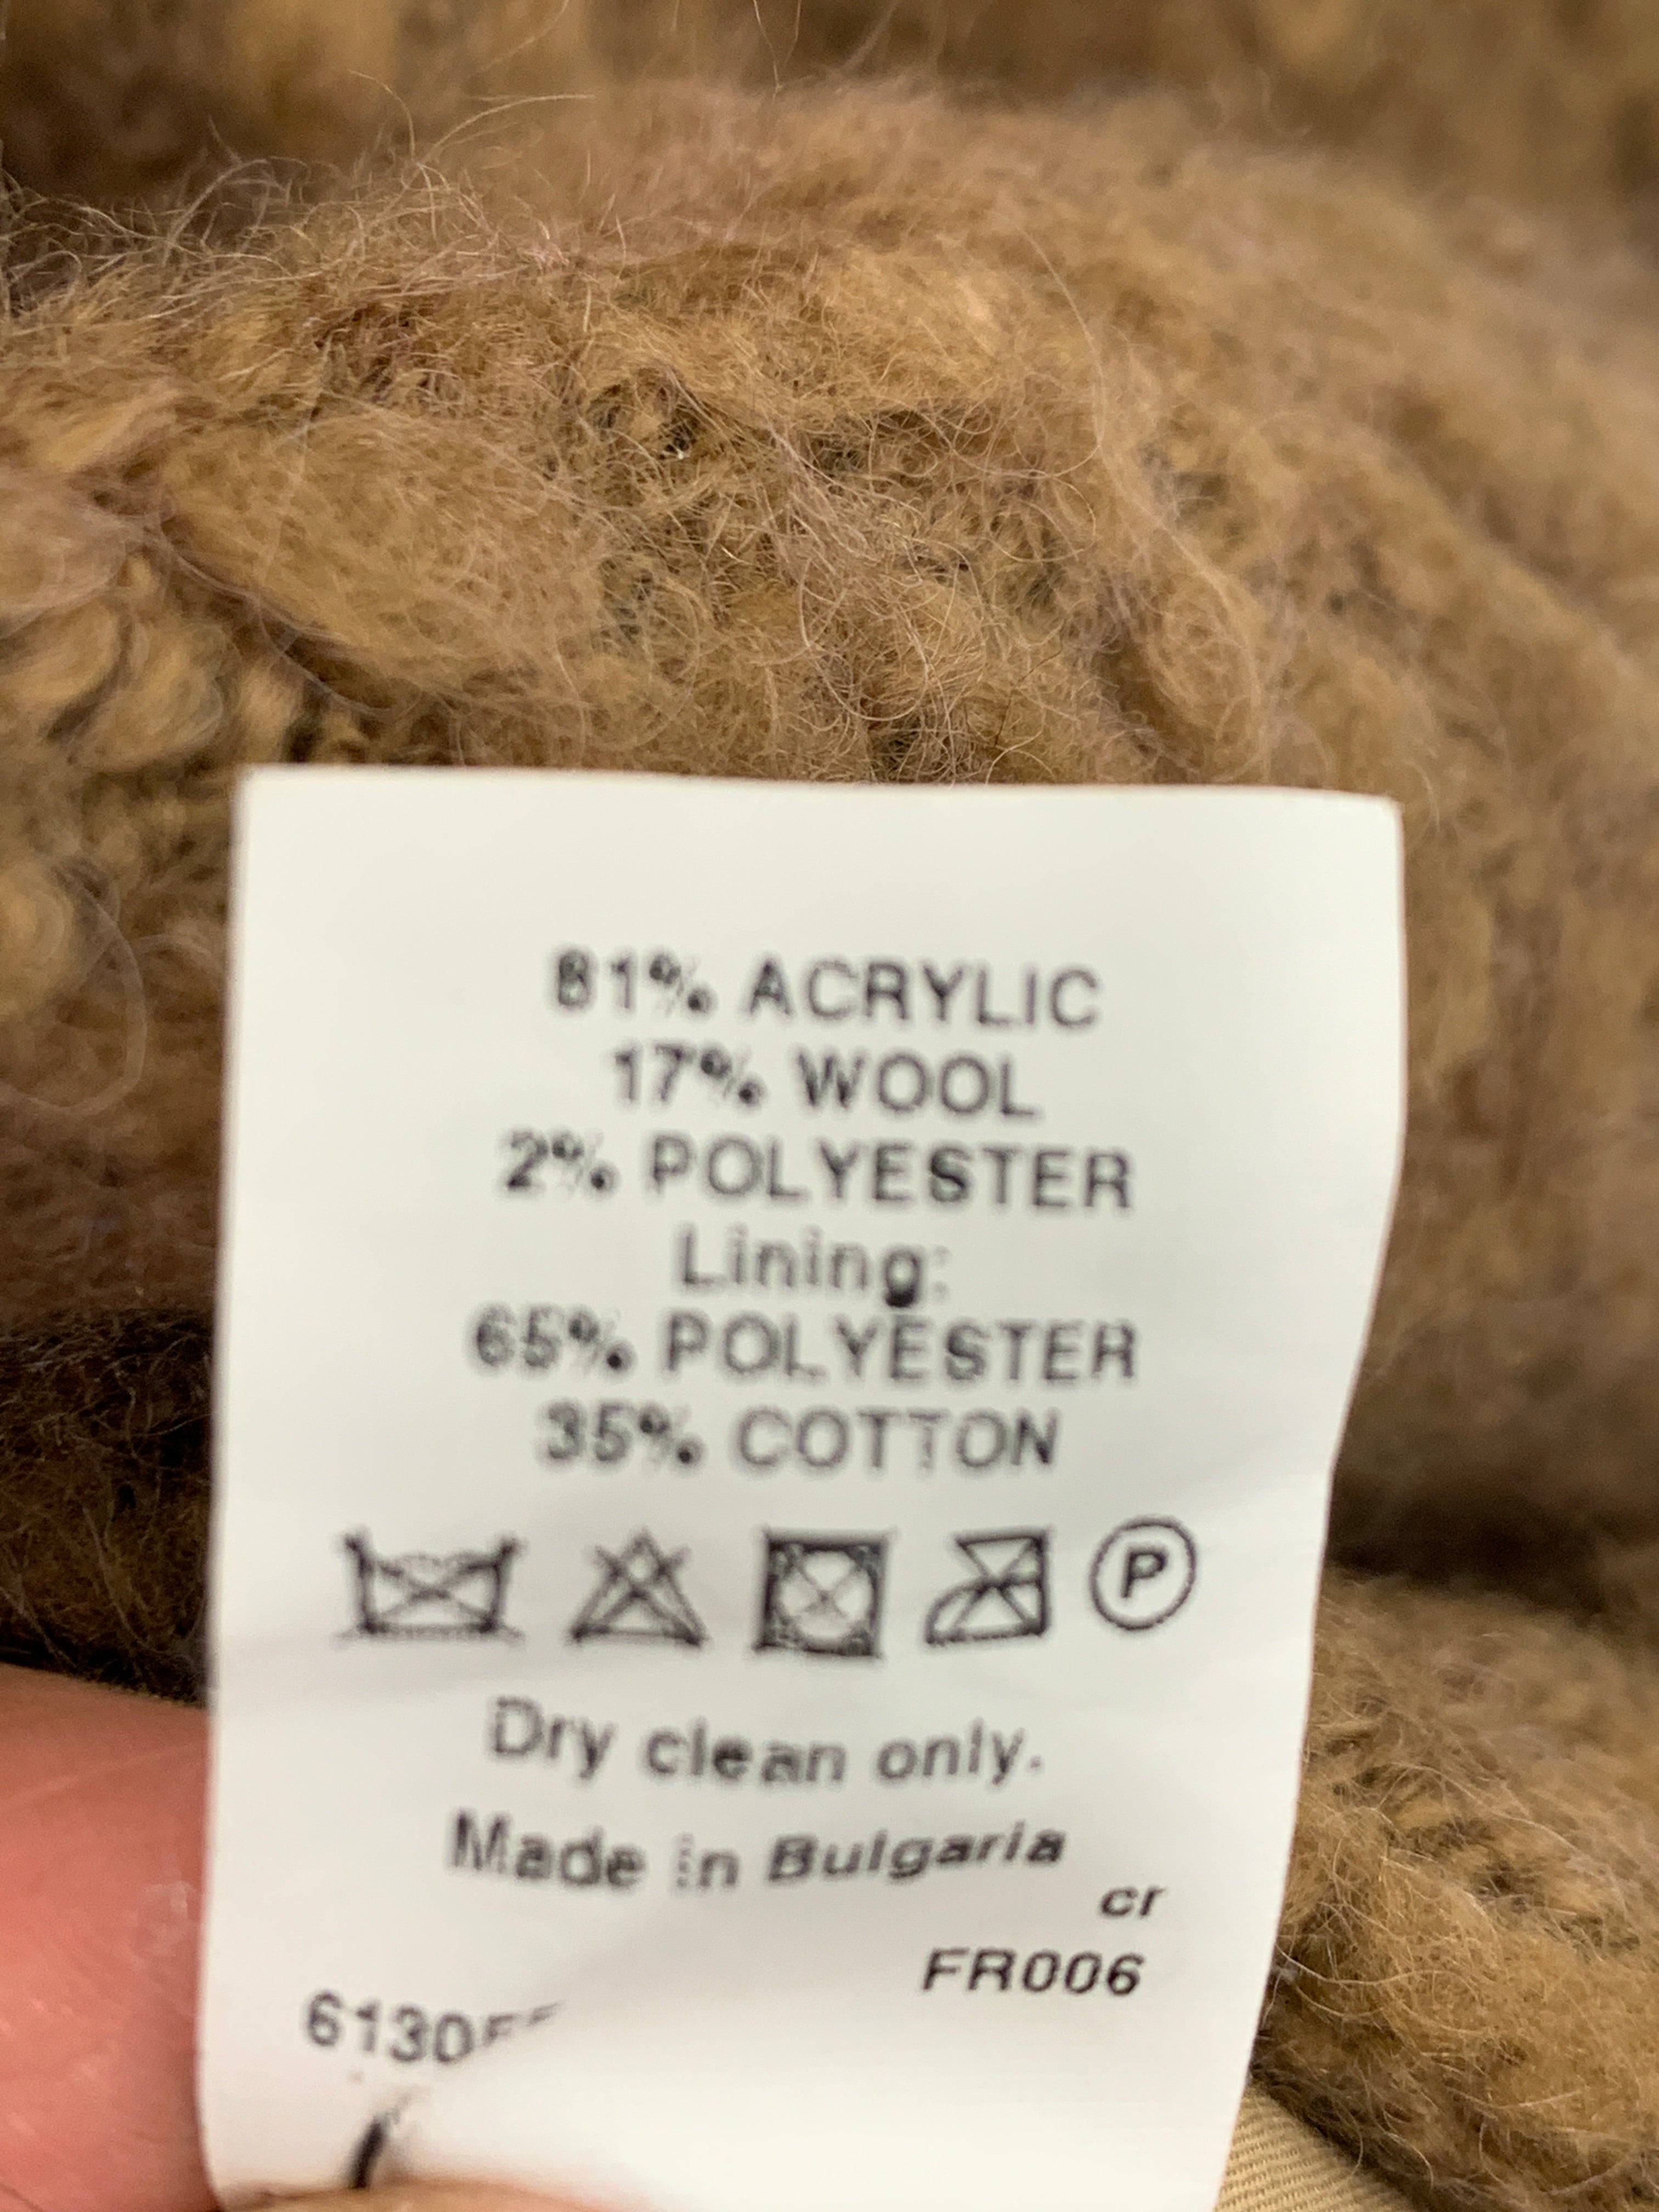 81% ACRYLIC
17% WOOL
2% POLYESTER
Lining:
65% POLYESTER
35% COTTON
P
Dry clean only.
Made in Bulgaria
cr
FR006